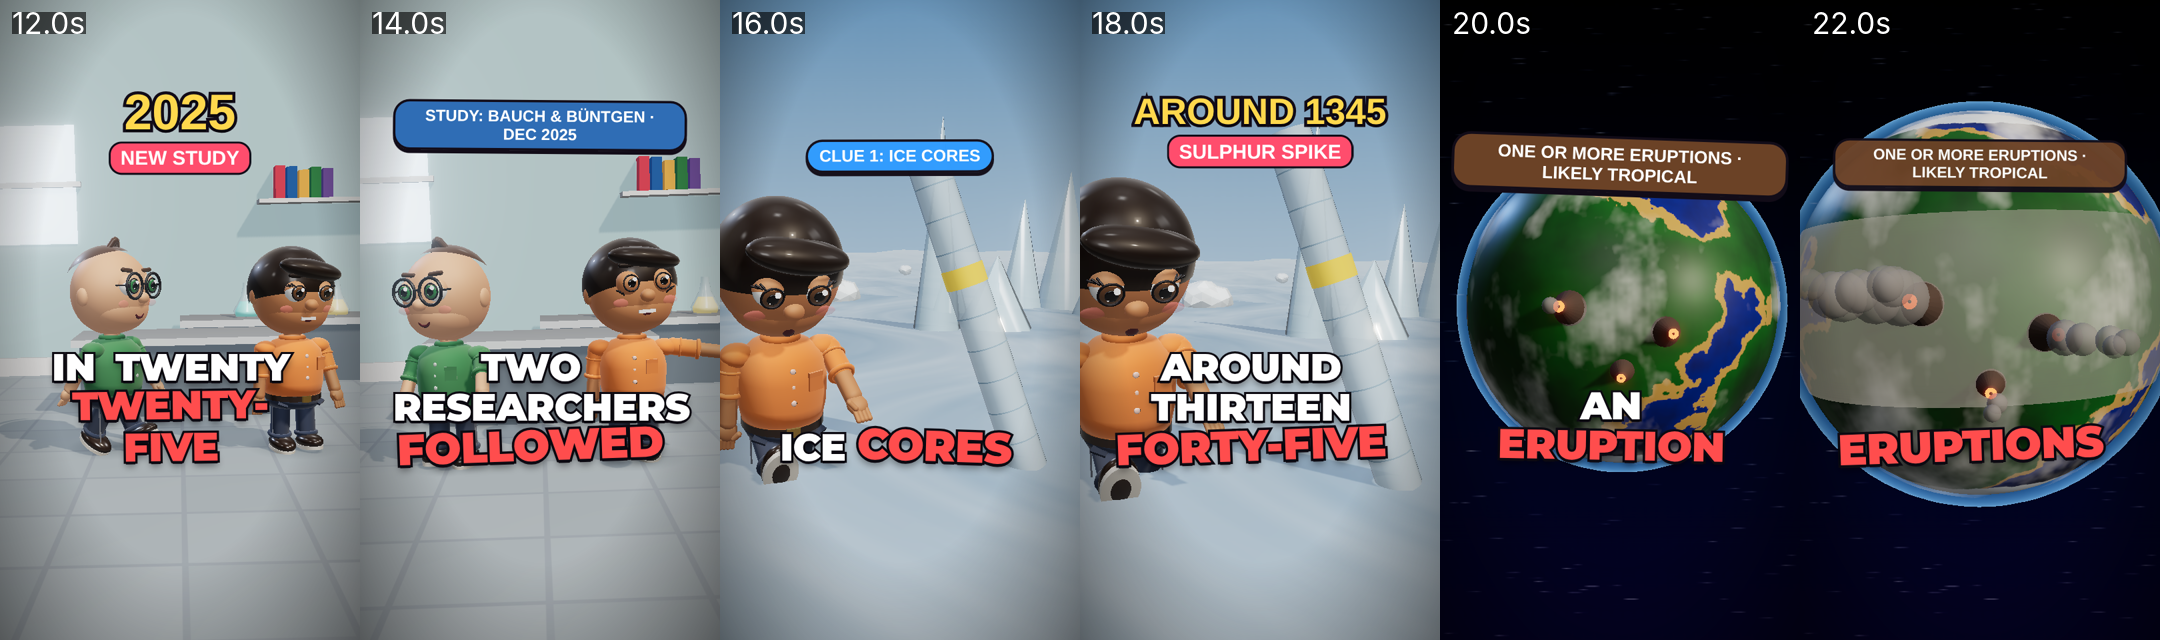 12.0s
2025
NEW STUDY
IN TWENTY
TWENTY-
FIVE
14.0s
STUDY: BAUCH & BÜNTGEN ·
DEC 2025
TWO
RESEARCHERS
FOLLOWED
16.0s
CLUE 1: ICE CORES
ICE CORES
18.0s
AROUND 1345
SULPHUR SPIKE
AROUND
THIRTEEN
FORTY-FIVE
20.0s
ONE OR MORE ERUPTIONS ·
LIKELY TROPICAL
AN
ERUPTION
22.0s
ONE OR MORE ERUPTIONS ·
LIKELY TROPICAL
ERUPTIONS